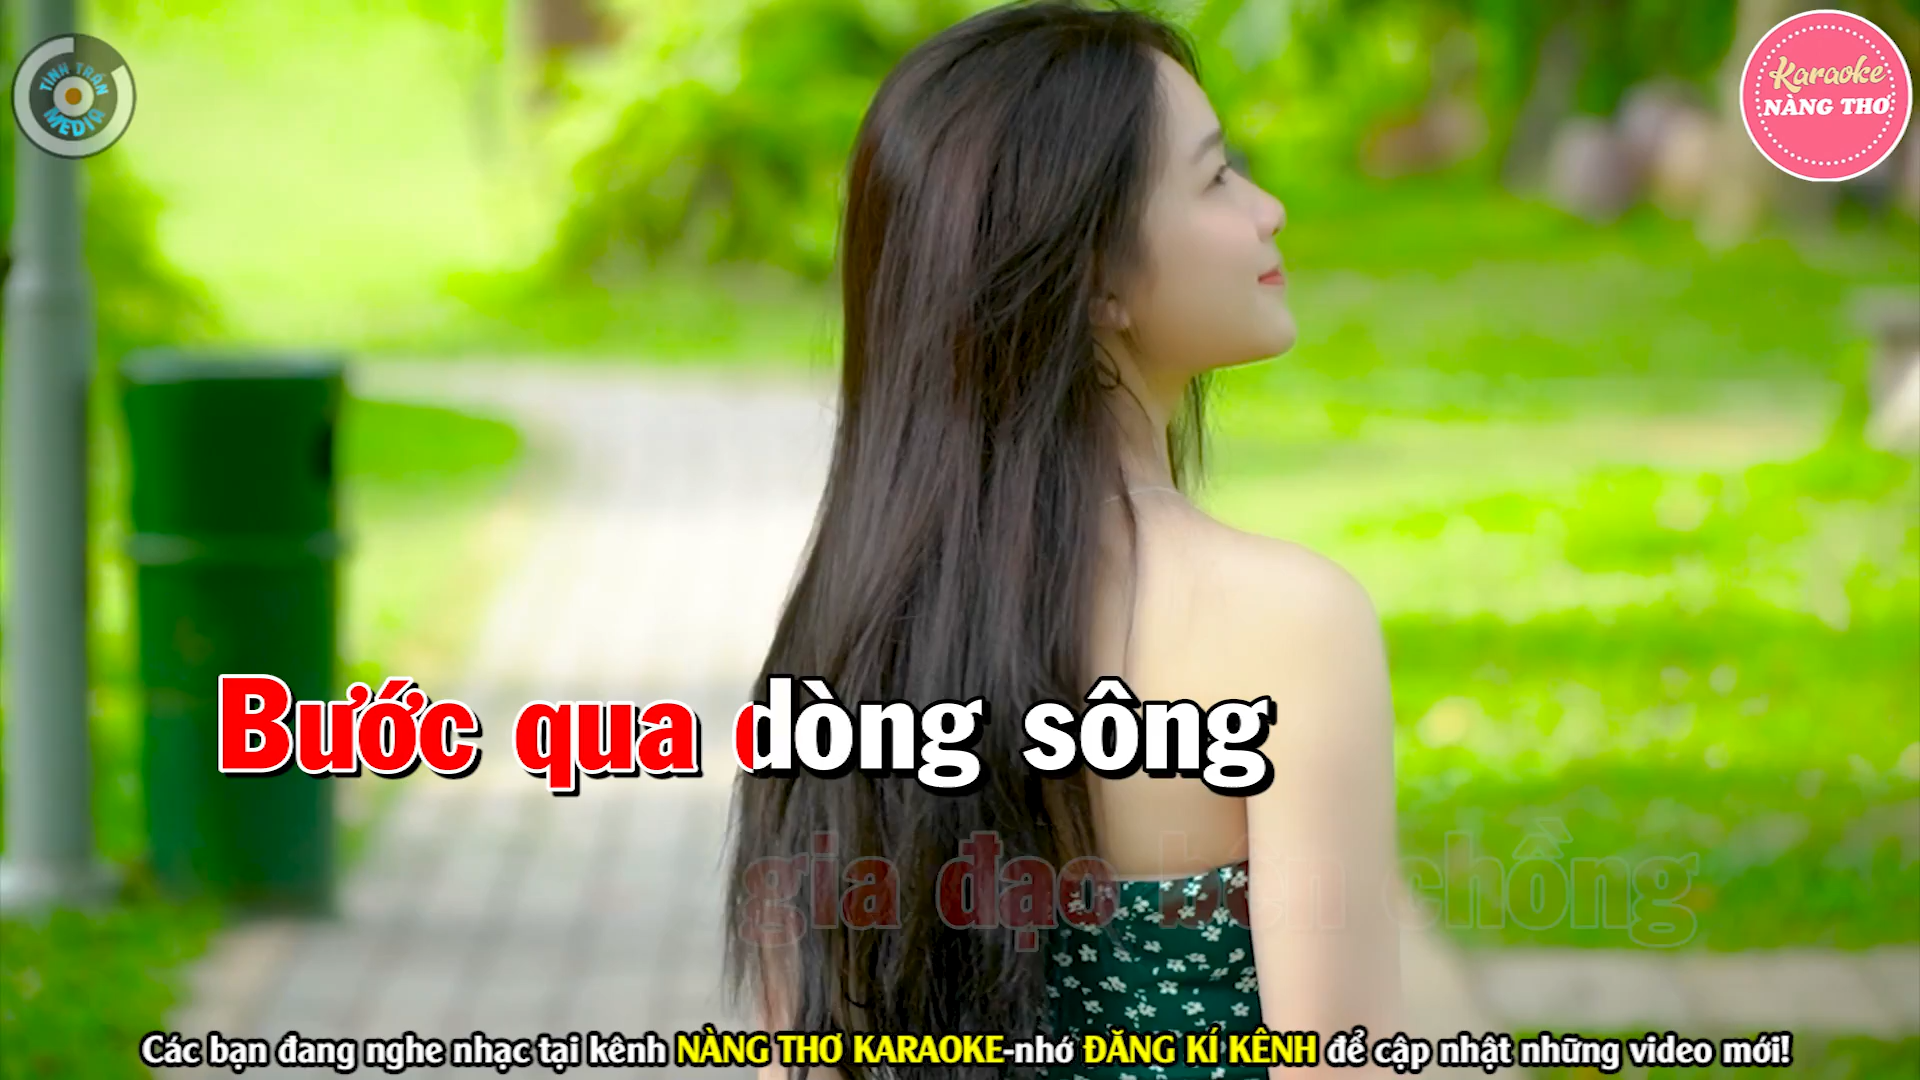 TÌNH TRẦN
MEDIA
Karaoke
NÀNG THƠ
Bước qua dòng sông
gia đạo bên chồng
Các bạn đang nghe nhạc tại kênh NÀNG THƠ KARAOKE-nhớ ĐĂNG KÍ KÊNH để cập nhật những video mới!